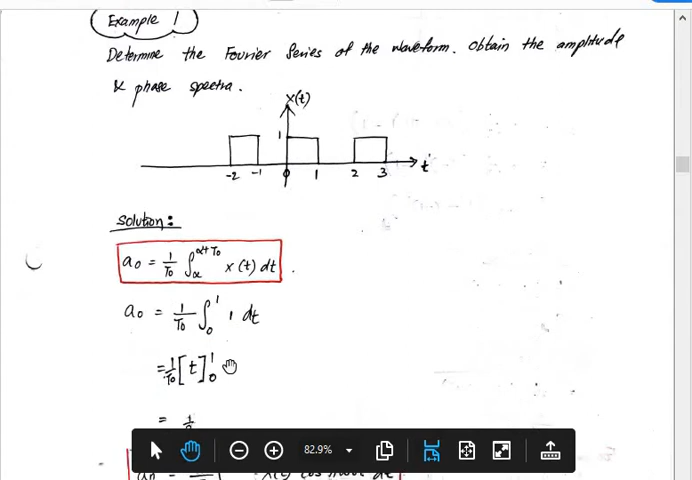 Example 1
Determine the Fourier Series of the waveform. Obtain the amplitude
& phase spectra.
x(t)
1
-2 -1 0 1 2 3 t
Solution:
a0 = 1/T0 ∫α^α+T0 x(t) dt
a0 = 1/T0 ∫0^1 1 dt
= 1/T0 [t]0^1
=
82.9%